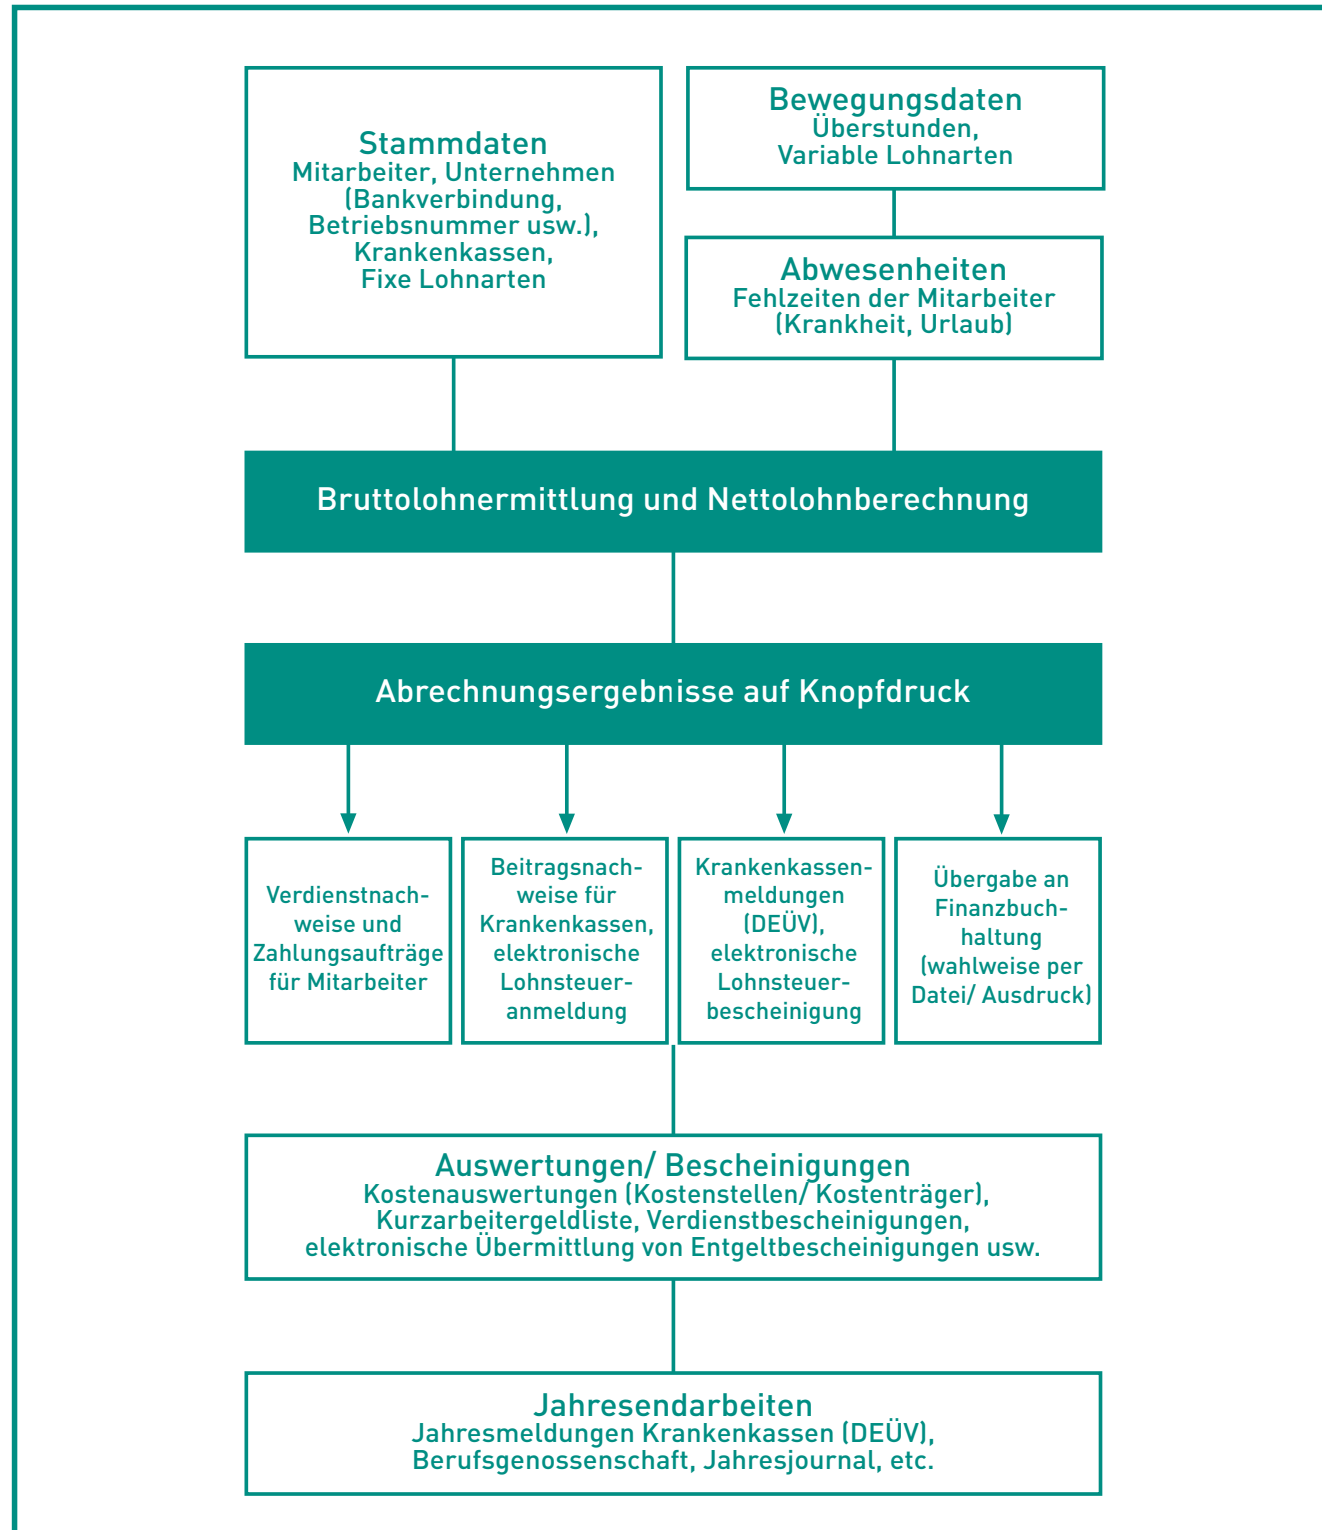 Stammdaten
Mitarbeiter, Unternehmen
(Bankverbindung,
Betriebsnummer usw.),
Krankenkassen,
Fixe Lohnarten
Bewegungsdaten
Überstunden,
Variable Lohnarten
Abwesenheiten
Fehlzeiten der Mitarbeiter
(Krankheit, Urlaub)
Bruttolohnermittlung und Nettolohnberechnung
Abrechnungsergebnisse auf Knopfdruck
Verdienstnach-
weise und
Zahlungsaufträge
für Mitarbeiter
Beitragsnach-
weise für
Krankenkassen,
elektronische
Lohnsteuer-
anmeldung
Krankenkassen-
meldungen
(DEÜV),
elektronische
Lohnsteuer-
bescheinigung
Übergabe an
Finanzbuch-
haltung
(wahlweise per
Datei/ Ausdruck)
Auswertungen/ Bescheinigungen
Kostenauswertungen (Kostenstellen/ Kostenträger),
Kurzarbeitergeldliste, Verdienstbescheinigungen,
elektronische Übermittlung von Entgeltbescheinigungen usw.
Jahresendarbeiten
Jahresmeldungen Krankenkassen (DEÜV),
Berufsgenossenschaft, Jahresjournal, etc.